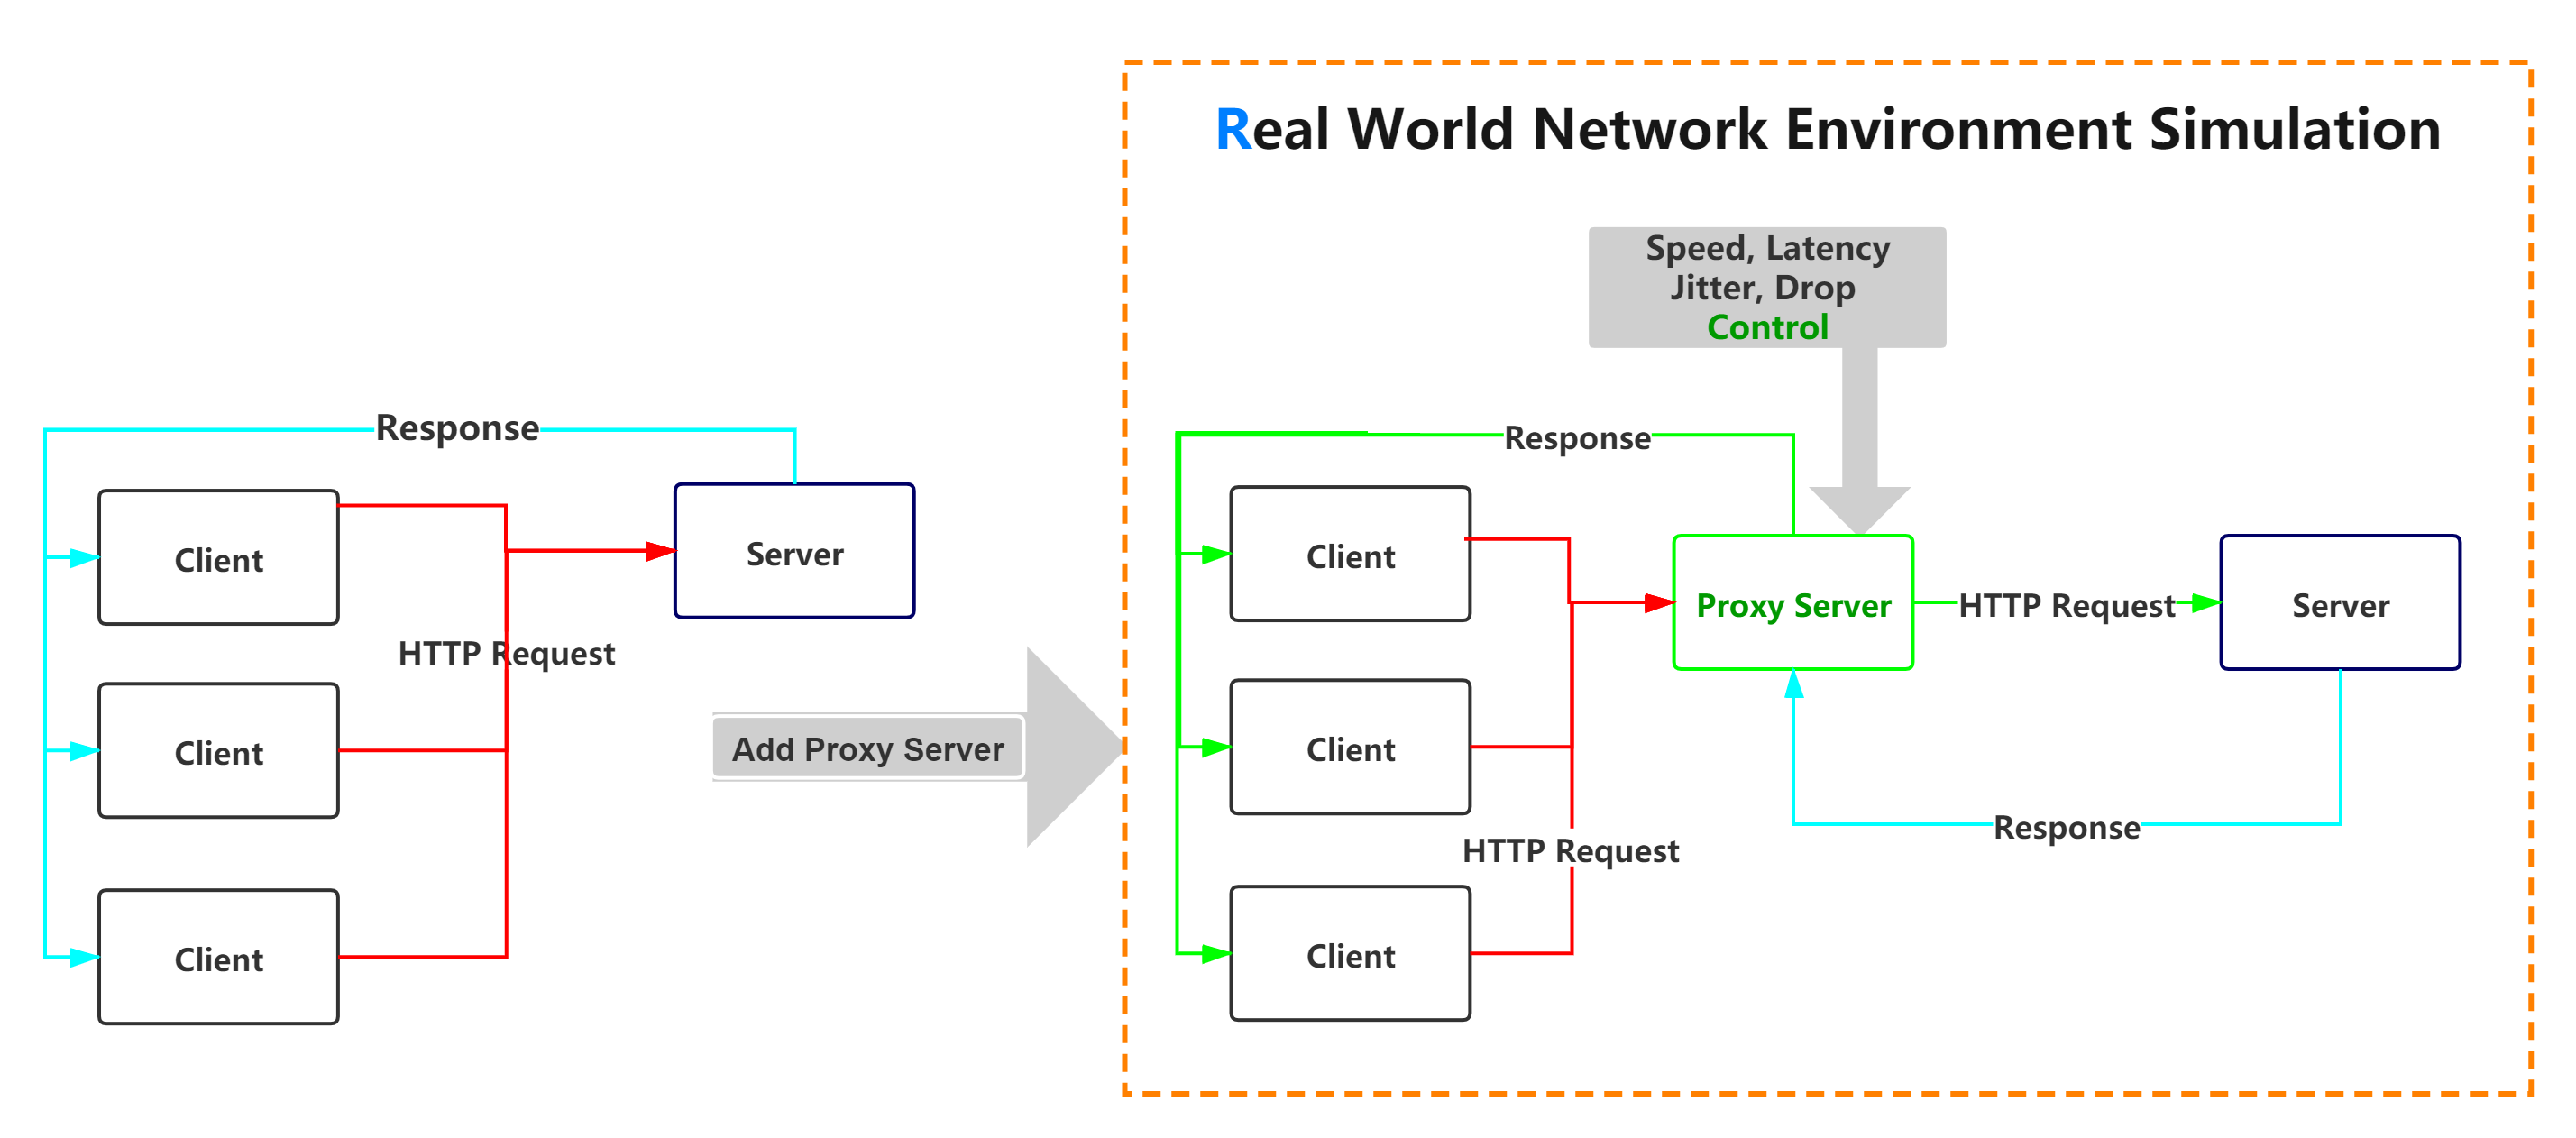 Response
Client
Server
HTTP Request
Client
Client
Add Proxy Server
Real World Network Environment Simulation
Speed, Latency
Jitter, Drop
Control
Response
Client
Proxy Server
HTTP Request
Server
Client
HTTP Request
Response
Client